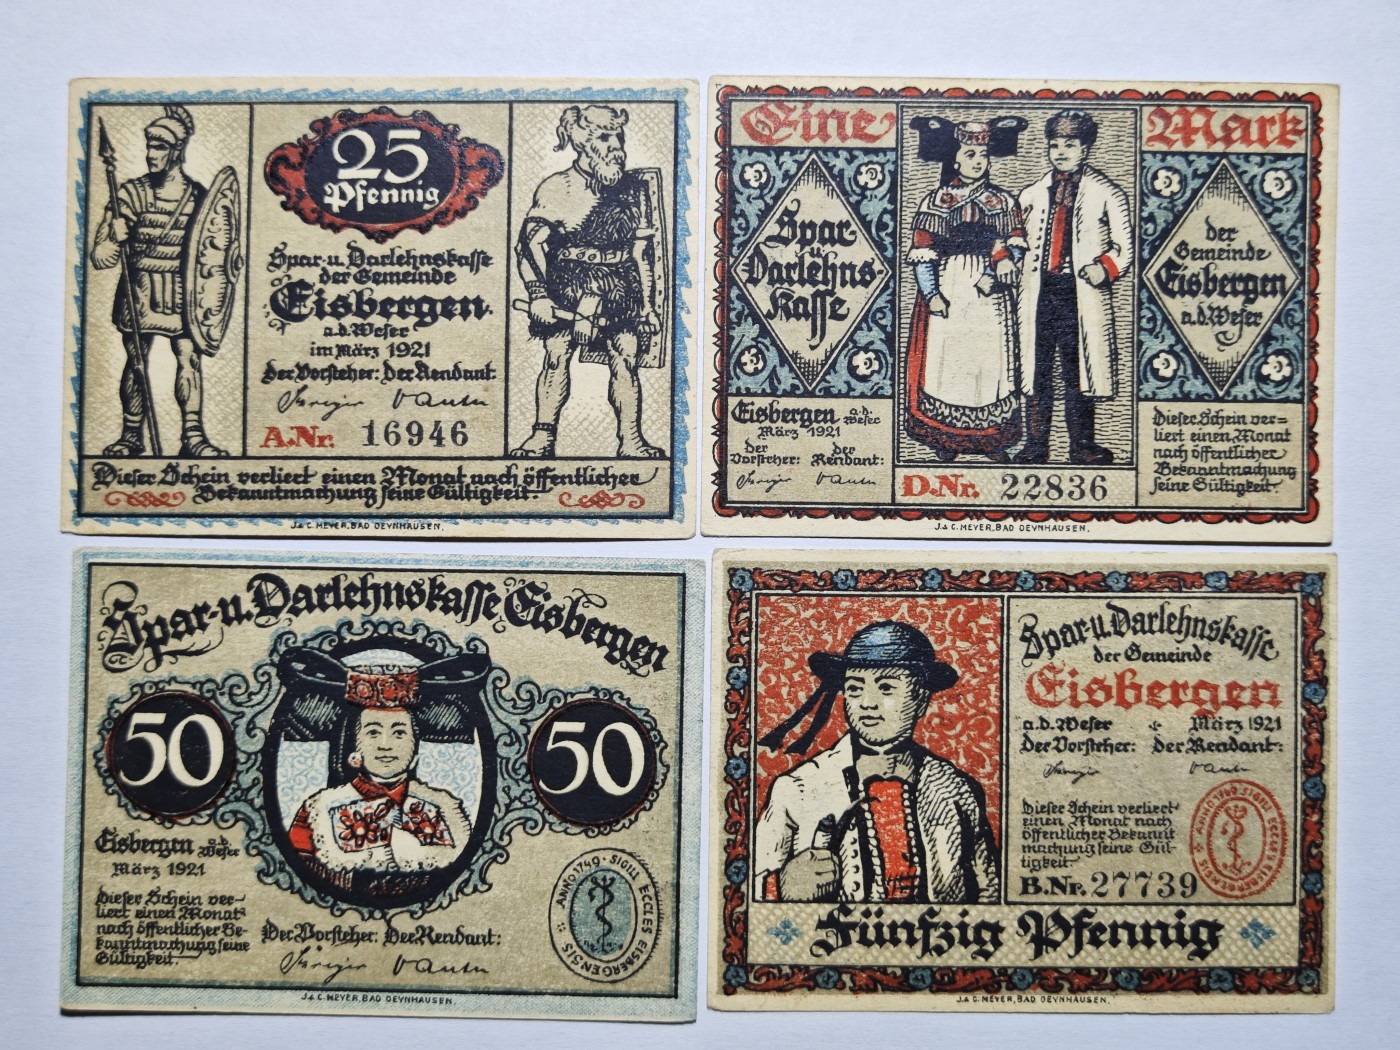 25
Pfennig
Spar-u. Darlehnskasse
der Gemeinde
Eisbergen.
a.d. Weser
im März 1921
Der Vorsteher: Der Rendant:
A.Nr. 16946
Dieser Schein verliert einen Monat nach öffentlicher
Bekanntmachung seine Gültigkeit.
J. & C. MEYER, BAD OEYNHAUSEN.
Eine Mark
Spar-
u.
Darlehns-
Kasse
der
Gemeinde
Eisbergen
a.d. Weser
Eisbergen a.d. Weser
März 1921
Der Vorsteher: der Rendant:
D.Nr. 22836
Dieser Schein ver=
liert einen Monat
nach öffentlicher
Bekanntmachung
seine Gültigkeit.
J. & C. MEYER, BAD OEYNHAUSEN.
Spar-u. Darlehnskasse Eisbergen
50 50
Eisbergen a.d. Weser
März 1921
Dieser Schein ver-
liert einen Monat
nach öffentlicher Be-
kanntmachung seine
Gültigkeit.
Der Vorsteher: Der Rendant:
ANNO 1749 · SIGILL ECCLES EISBERGENSIS
J. & C. MEYER, BAD OEYNHAUSEN.
Spar-u. Darlehnskasse
der Gemeinde
Eisbergen
a.d. Weser März 1921
Der Vorsteher: Der Rendant:
Dieser Schein verliert
einen Monat nach
öffentlicher Bekannt
machung seine Gül-
tigkeit.
B.Nr. 27739
ANNO 1749 SIGILL ECCLES EISBERGENSIS
Fünfzig Pfennig
J. & C. MEYER, BAD OEYNHAUSEN.